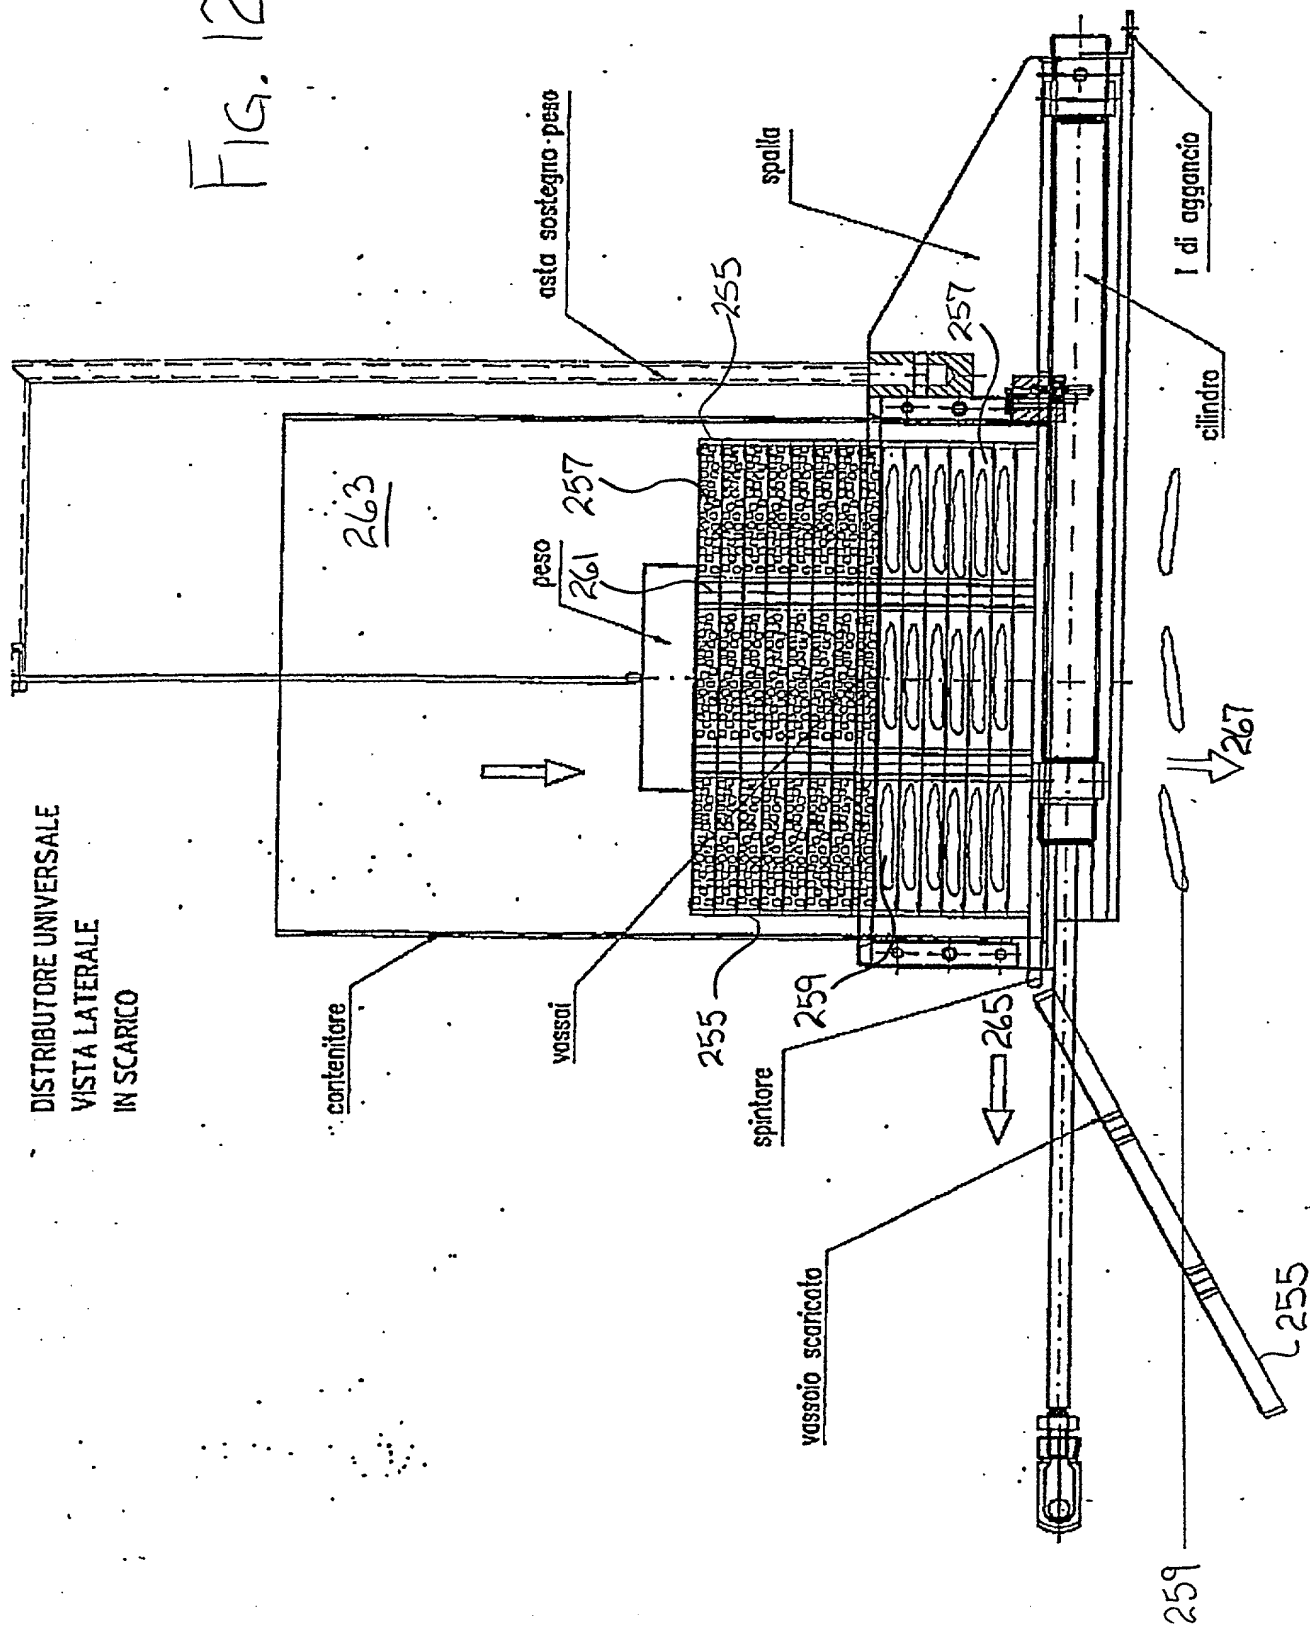 FIG. 12
DISTRIBUTORE UNIVERSALE
VISTA LATERALE
IN SCARICO
contenitore
vassoi
255
259
spintore
265
vassoio scaricato
255
259
263
peso
261
257
255
asta sostegno-peso
spalla
257
cilindro
I di aggancio
267